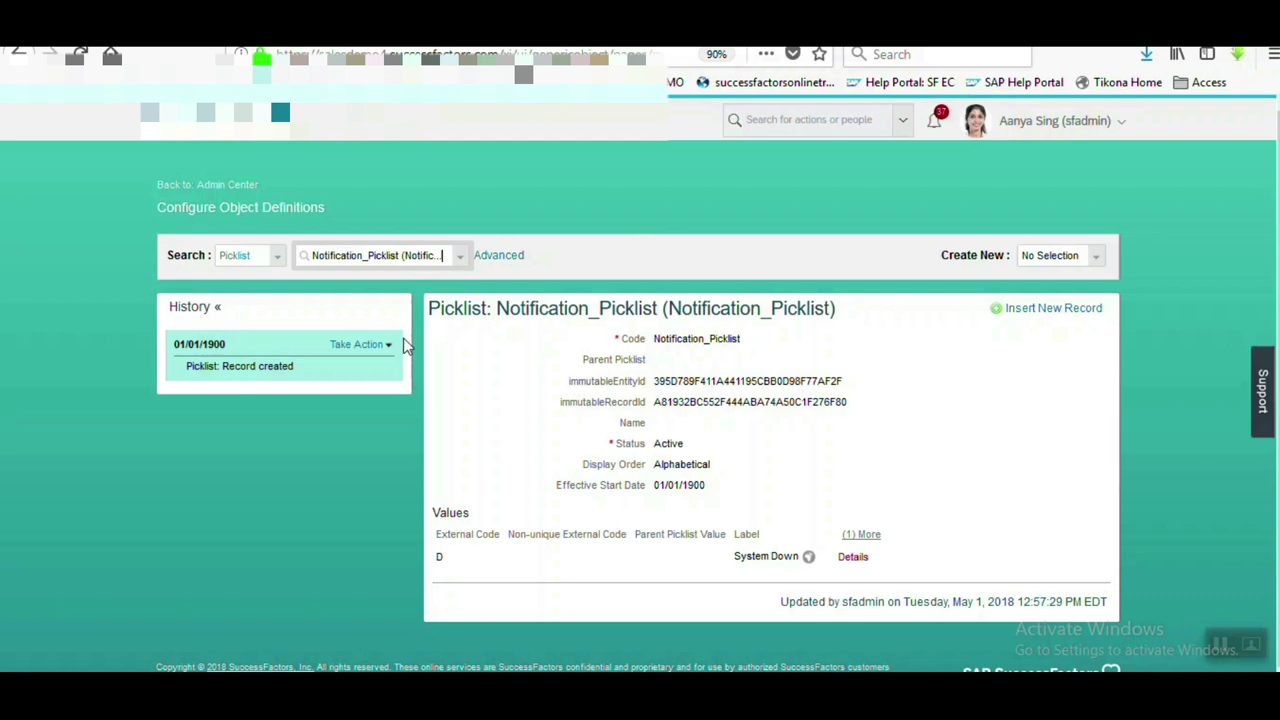 90%
Search
MO successfactorsonlinetr... Help Portal: SF EC SAP Help Portal Tikona Home Access
Search for actions or people
37
Aanya Sing (sfadmin)
Back to: Admin Center
Configure Object Definitions
Search : Picklist Notification_Picklist (Notific... Advanced Create New : No Selection
History «
01/01/1900 Take Action
Picklist: Record created
Picklist: Notification_Picklist (Notification_Picklist) Insert New Record
* Code Notification_Picklist
Parent Picklist
immutableEntityId 395D789F411A441195CBB0D98F77AF2F
immutableRecordId A81932BC552F444ABA74A50C1F276F80
Name
* Status Active
Display Order Alphabetical
Effective Start Date 01/01/1900
Values
External Code Non-unique External Code Parent Picklist Value Label (1) More
D System Down Details
Updated by sfadmin on Tuesday, May 1, 2018 12:57:29 PM EDT
Support
Activate Windows
Go to Settings to activate Windows.
Copyright © 2018 SuccessFactors, Inc. All rights reserved. These online services are SuccessFactors confidential and proprietary and for use by authorized SuccessFactors customers
SAP SuccessFactors